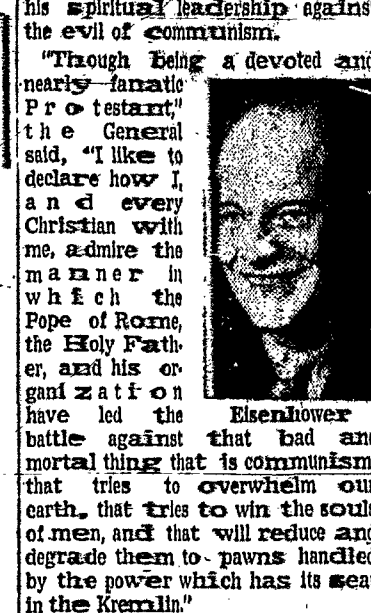 his spiritual leadership against
the evil of communism.
"Though being a devoted and
nearly fanatic
Protestant,"
the General
said, "I like to
declare how I,
and every
Christian with
me, admire the
manner in
which the
Pope of Rome,
the Holy Fath-
er, and his or-
ganization
have led the
Eisenhower
battle against that bad and
mortal thing that is communism
that tries to overwhelm our
earth, that tries to win the souls
of men, and that will reduce and
degrade them to pawns handled
by the power which has its seat
in the Kremlin."